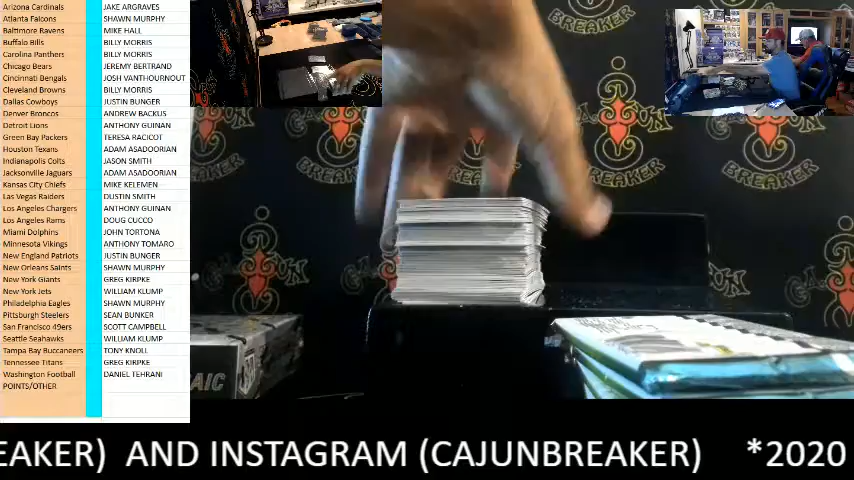 Arizona Cardinals JAKE ARGRAVES
Atlanta Falcons SHAWN MURPHY
Baltimore Ravens MIKE HALL
Buffalo Bills BILLY MORRIS
Carolina Panthers BILLY MORRIS
Chicago Bears JEREMY BERTRAND
Cincinnati Bengals JOSH VANTHOURNOUT
Cleveland Browns BILLY MORRIS
Dallas Cowboys JUSTIN BUNGER
Denver Broncos ANDREW BACKUS
Detroit Lions ANTHONY GUINAN
Green Bay Packers TERESA RACICOT
Houston Texans ADAM ASADOORIAN
Indianapolis Colts JASON SMITH
Jacksonville Jaguars ADAM ASADOORIAN
Kansas City Chiefs MIKE KELEMEN
Las Vegas Raiders DUSTIN SMITH
Los Angeles Chargers ANTHONY GUINAN
Los Angeles Rams DOUG CUCCO
Miami Dolphins JOHN TORTONA
Minnesota Vikings ANTHONY TOMARO
New England Patriots JUSTIN BUNGER
New Orleans Saints SHAWN MURPHY
New York Giants GREG KIRPKE
New York Jets WILLIAM KLUMP
Philadelphia Eagles SHAWN MURPHY
Pittsburgh Steelers SEAN BUNKER
San Francisco 49ers SCOTT CAMPBELL
Seattle Seahawks WILLIAM KLUMP
Tampa Bay Buccaneers TONY KNOLL
Tennessee Titans GREG KIRPKE
Washington Football DANIEL TEHRANI
POINTS/OTHER
BREAKER
CAJUN
BREAKER
BREAKER
AIC
EAKER) AND INSTAGRAM (CAJUNBREAKER) *2020